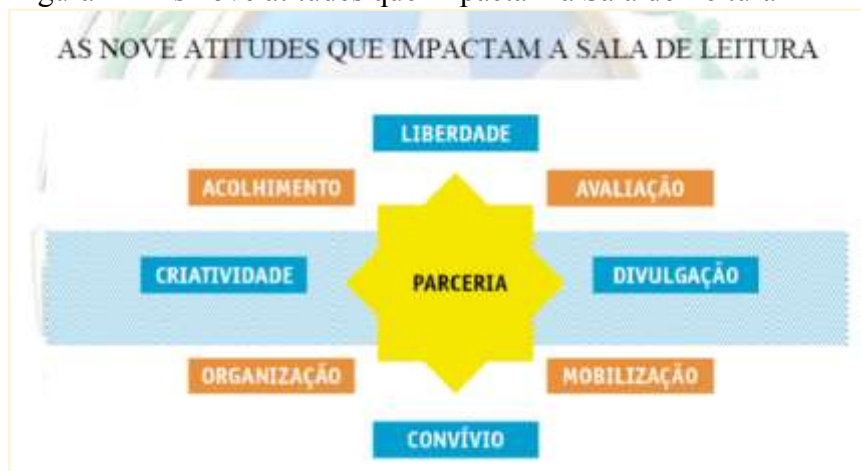 AS NOVE ATITUDES QUE IMPACTAM A SALA DE LEITURA
LIBERDADE
ACOLHIMENTO
AVALIAÇÃO
CRIATIVIDADE
PARCERIA
DIVULGAÇÃO
ORGANIZAÇÃO
MOBILIZAÇÃO
CONVÍVIO